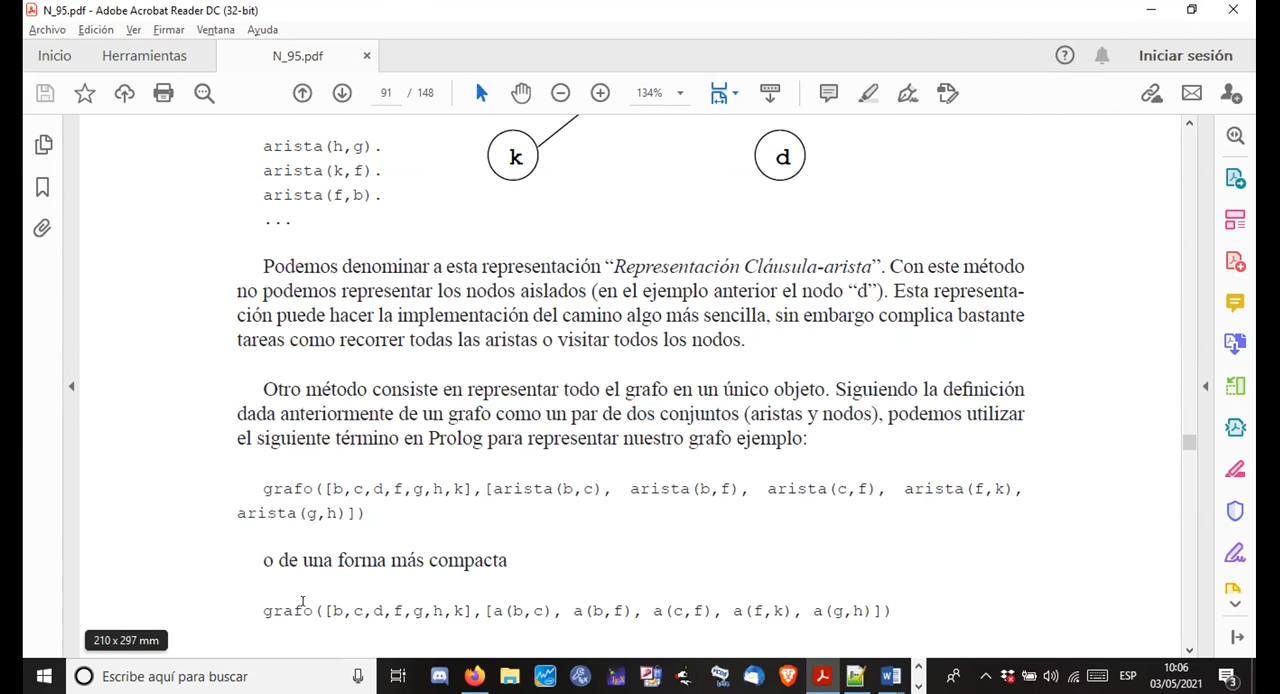 N_95.pdf - Adobe Acrobat Reader DC (32-bit)
Archivo Edición Ver Firmar Ventana Ayuda
Inicio Herramientas N_95.pdf × Iniciar sesión
91 / 148 134%
k d
arista(h,g).
arista(k,f).
arista(f,b).
...
Podemos denominar a esta representación “Representación Cláusula-arista”. Con este método
no podemos representar los nodos aislados (en el ejemplo anterior el nodo “d”). Esta representa-
ción puede hacer la implementación del camino algo más sencilla, sin embargo complica bastante
tareas como recorrer todas las aristas o visitar todos los nodos.
Otro método consiste en representar todo el grafo en un único objeto. Siguiendo la definición
dada anteriormente de un grafo como un par de dos conjuntos (aristas y nodos), podemos utilizar
el siguiente término en Prolog para representar nuestro grafo ejemplo:
grafo([b,c,d,f,g,h,k],[arista(b,c), arista(b,f), arista(c,f), arista(f,k),
arista(g,h)])
o de una forma más compacta
grafo([b,c,d,f,g,h,k],[a(b,c), a(b,f), a(c,f), a(f,k), a(g,h)])
210 x 297 mm
Escribe aquí para buscar
ESP
10:06
03/05/2021
3